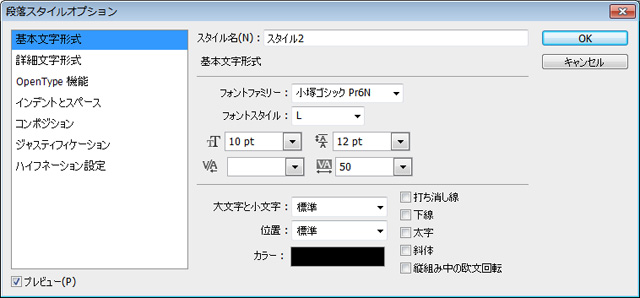 段落スタイルオプション
基本文字形式
詳細文字形式
OpenType 機能
インデントとスペース
コンポジション
ジャスティフィケーション
ハイフネーション設定
プレビュー(P)
スタイル名(N): スタイル2
基本文字形式
フォントファミリー: 小塚ゴシック Pr6N
フォントスタイル: L
10 pt 12 pt
50
大文字と小文字: 標準
位置: 標準
カラー:
打ち消し線
下線
太字
斜体
縦組み中の欧文回転
OK
キャンセル